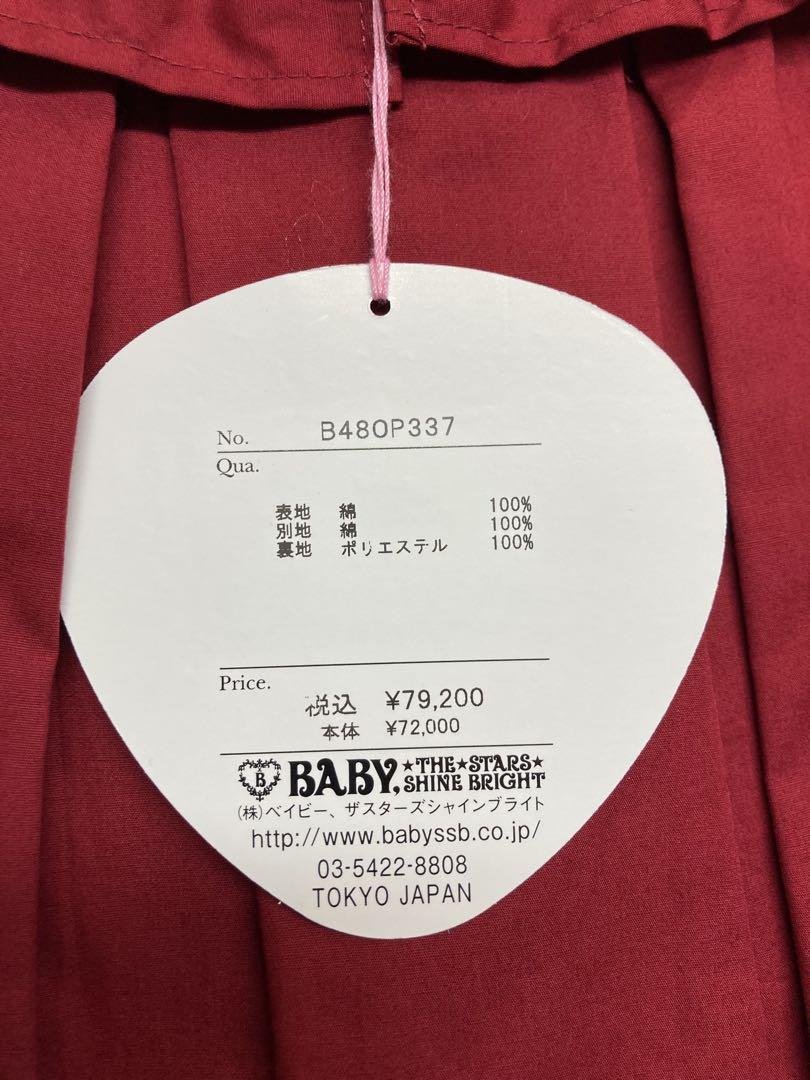 No. B48OP337
Qua.
表地 綿 100%
別地 綿 100%
裏地 ポリエステル 100%
Price.
税込 ¥79,200
本体 ¥72,000
B BABY, ★THE★STARS★
SHINE BRIGHT
(株)ベイビー、ザスターズシャインブライト
http://www.babyssb.co.jp/
03-5422-8808
TOKYO JAPAN